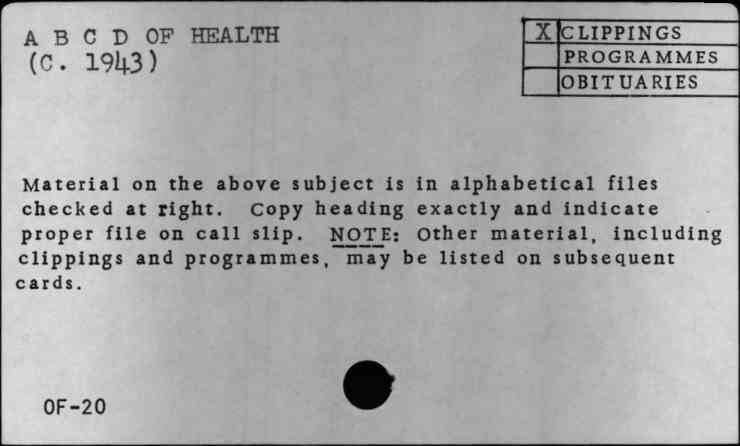 A B C D OF HEALTH
(C. 1943)
X CLIPPINGS
PROGRAMMES
OBITUARIES
Material on the above subject is in alphabetical files
checked at right. Copy heading exactly and indicate
proper file on call slip. NOTE: Other material, including
clippings and programmes, may be listed on subsequent
cards.
OF-20